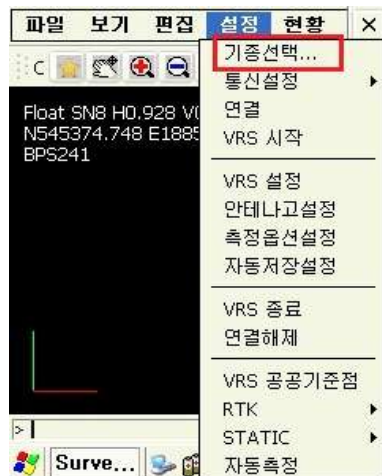 파일 보기 편집 설정 현황 ×
C
Float SN8 H0.928 V(
N545374.748 E1885
BPS241
기종선택...
통신설정
연결
VRS 시작
VRS 설정
안테나고설정
측정옵션설정
자동저장설정
VRS 종료
연결해제
VRS 공공기준점
RTK
STATIC
자동측정
>
Surve...